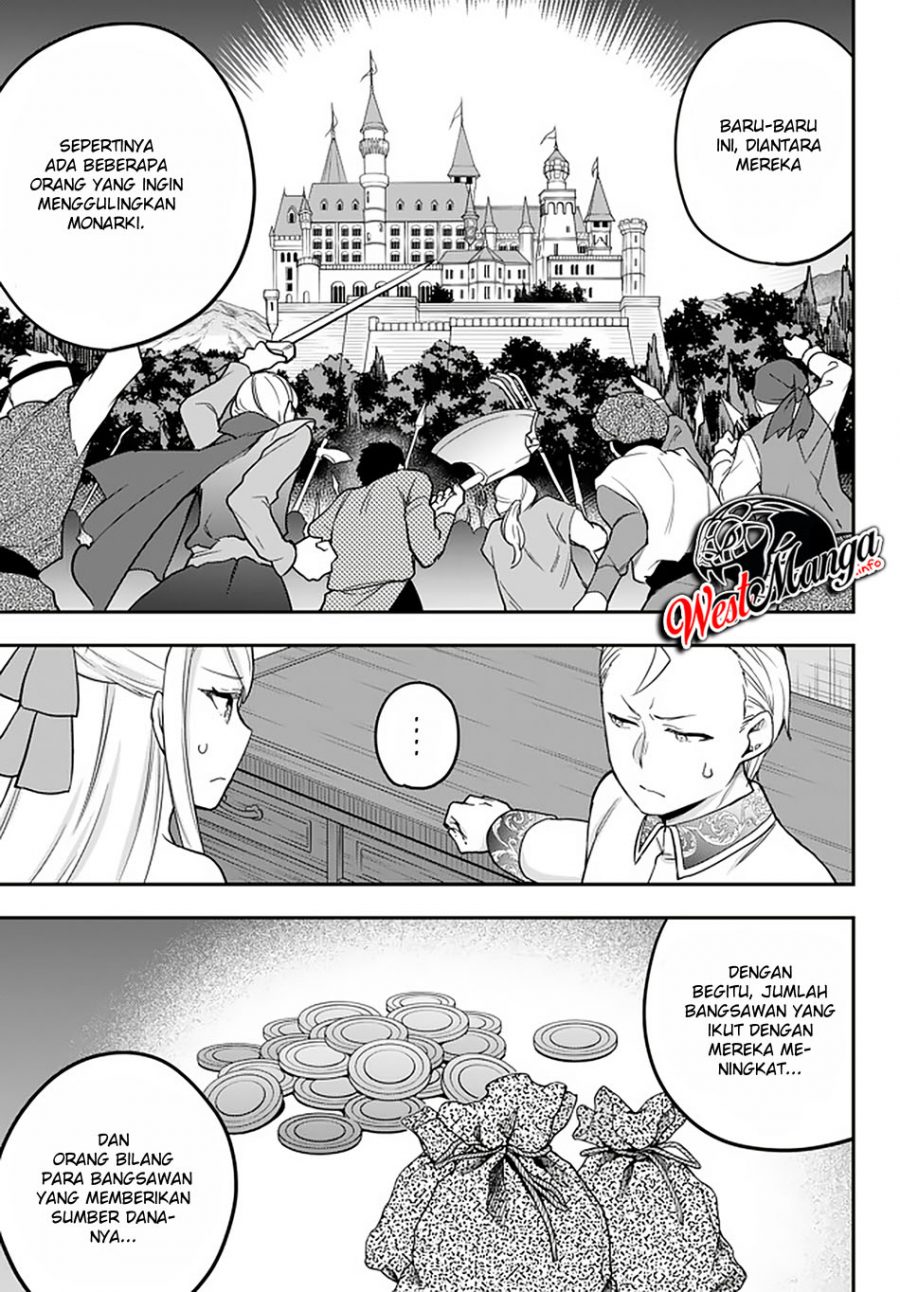 BARU-BARU
INI, DIANTARA
MEREKA
SEPERTINYA
ADA BEBERAPA
ORANG YANG INGIN
MENGGULINGKAN
MONARKI.
WestManga
.info
...
DENGAN
BEGITU, JUMLAH
BANGSAWAN YANG
IKUT DENGAN
MEREKA ME-
NINGKAT...
DAN
ORANG BILANG
PARA BANGSAWAN
YANG MEMBERIKAN
SUMBER DANA-
NYA...